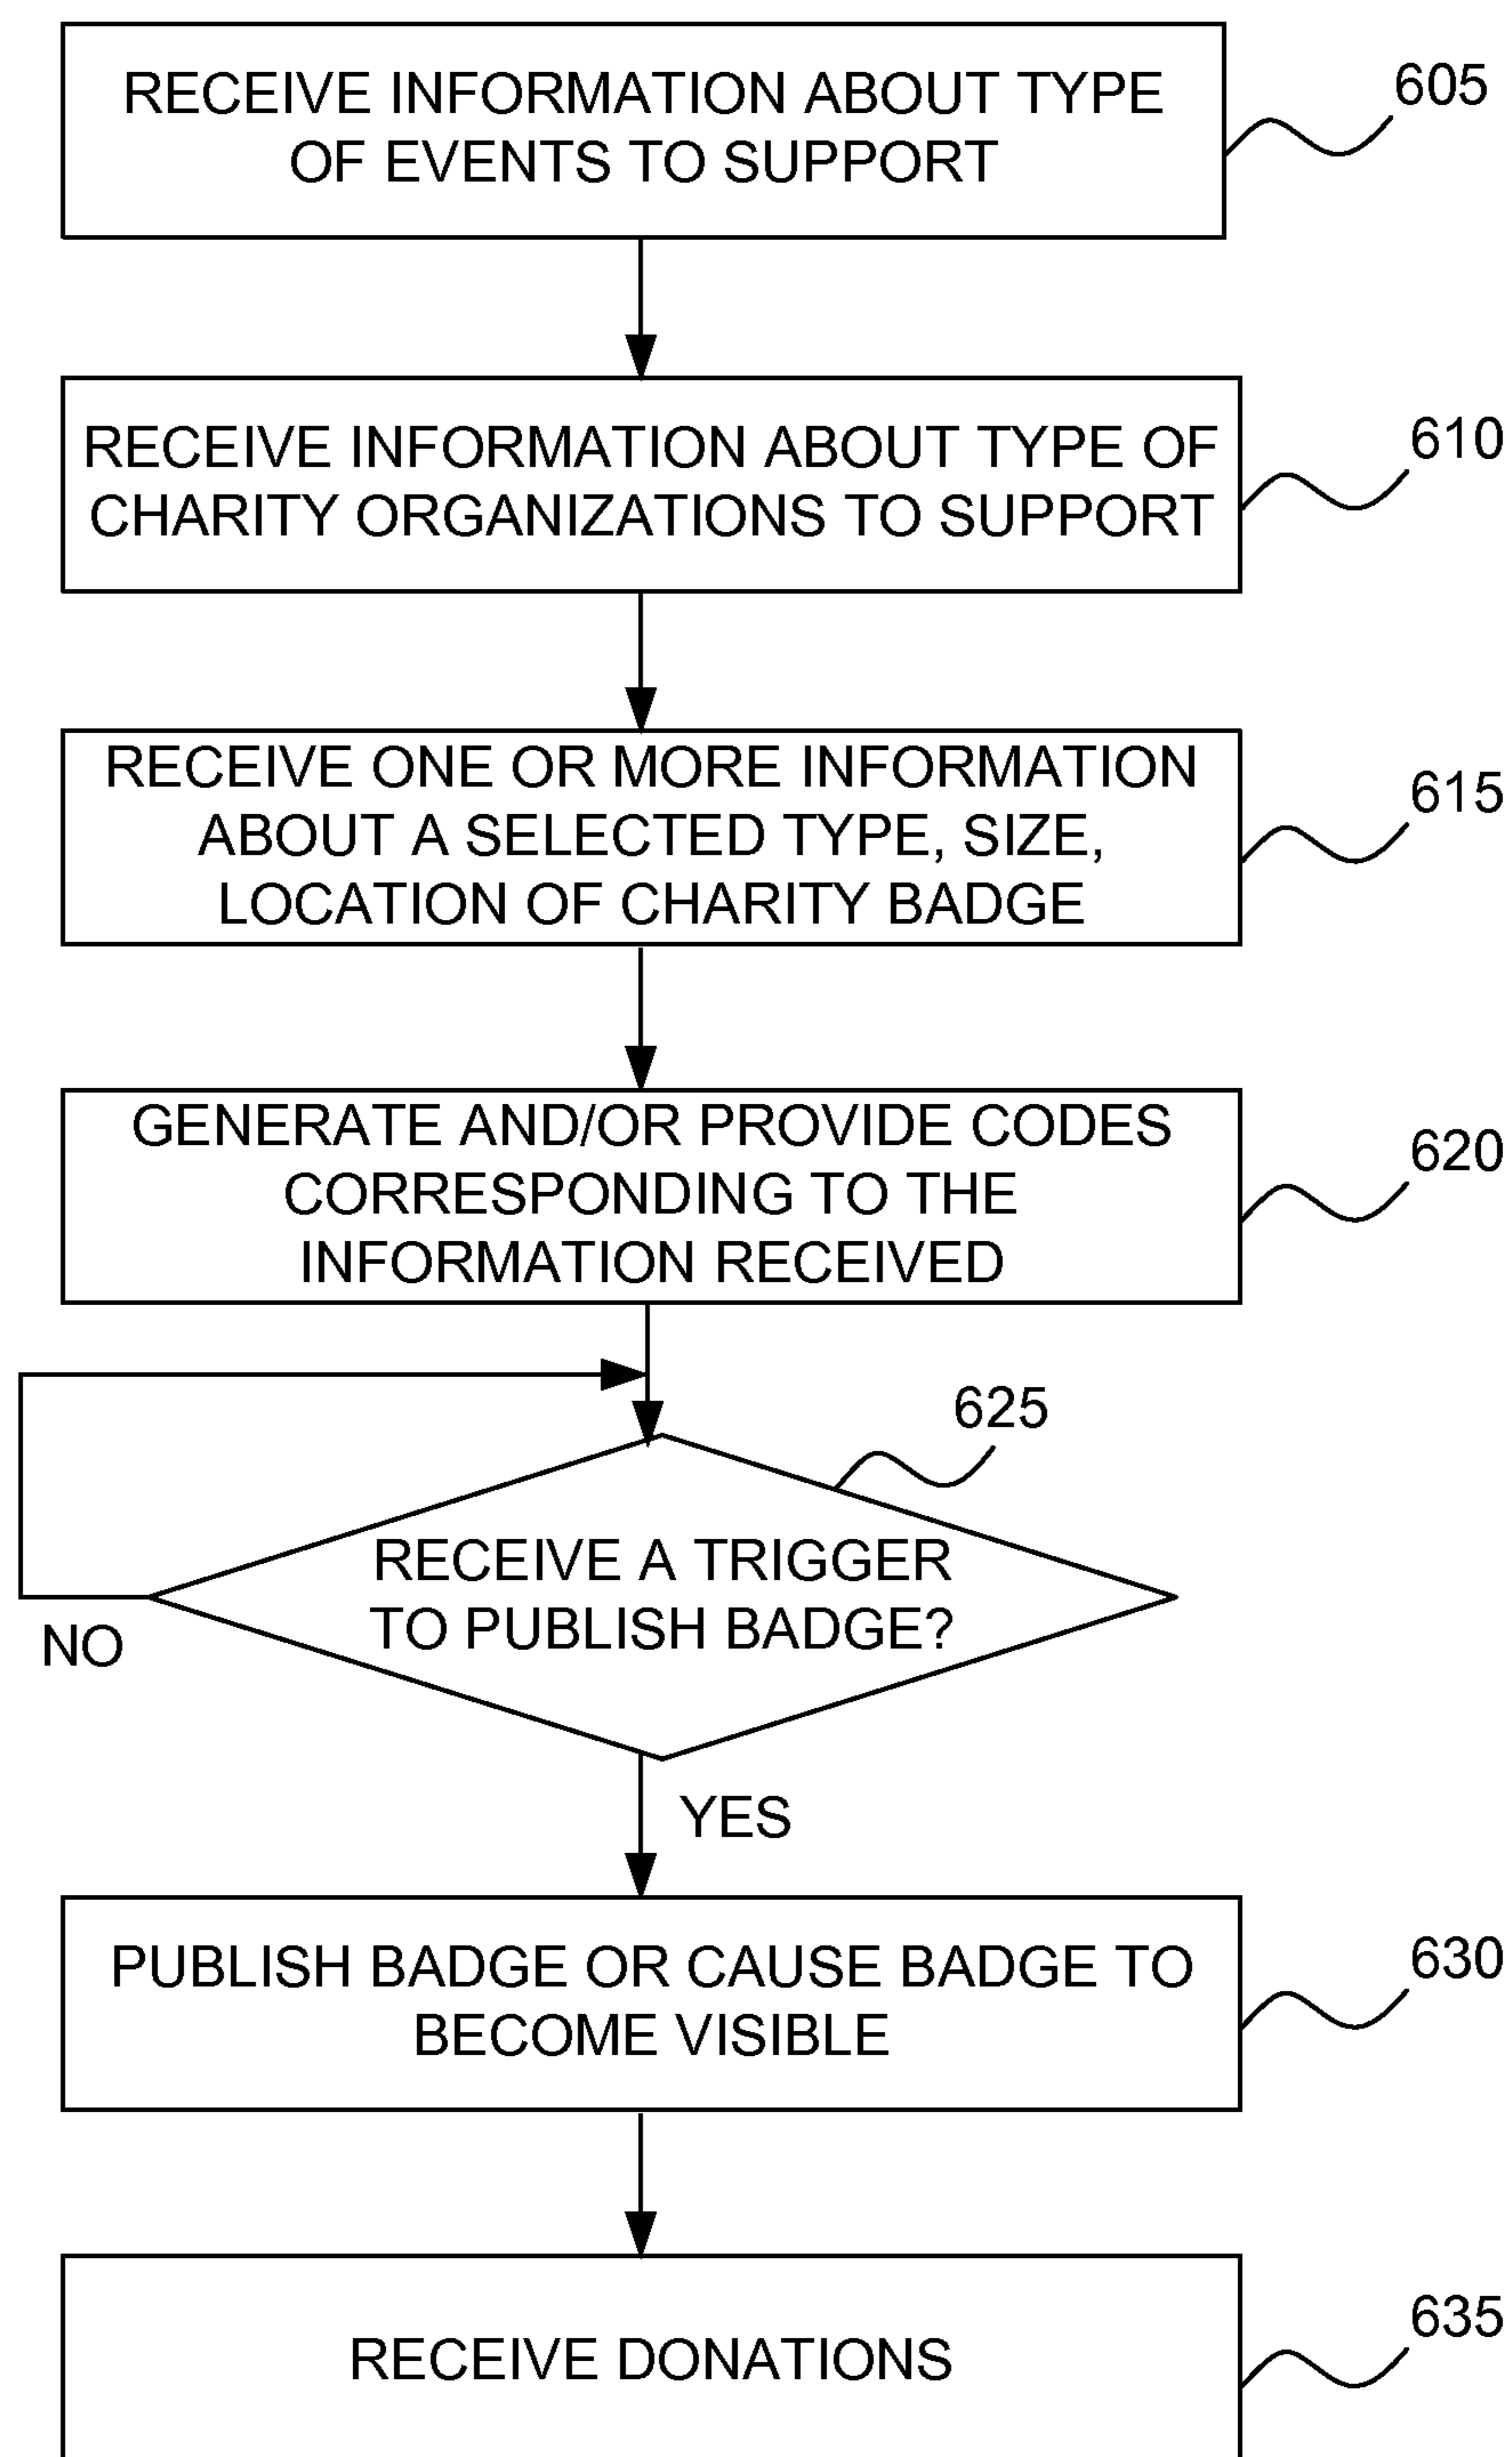 RECEIVE INFORMATION ABOUT TYPE
OF EVENTS TO SUPPORT
605
RECEIVE INFORMATION ABOUT TYPE OF
CHARITY ORGANIZATIONS TO SUPPORT
610
RECEIVE ONE OR MORE INFORMATION
ABOUT A SELECTED TYPE, SIZE,
LOCATION OF CHARITY BADGE
615
GENERATE AND/OR PROVIDE CODES
CORRESPONDING TO THE
INFORMATION RECEIVED
620
625
RECEIVE A TRIGGER
TO PUBLISH BADGE?
NO
YES
PUBLISH BADGE OR CAUSE BADGE TO
BECOME VISIBLE
630
RECEIVE DONATIONS
635